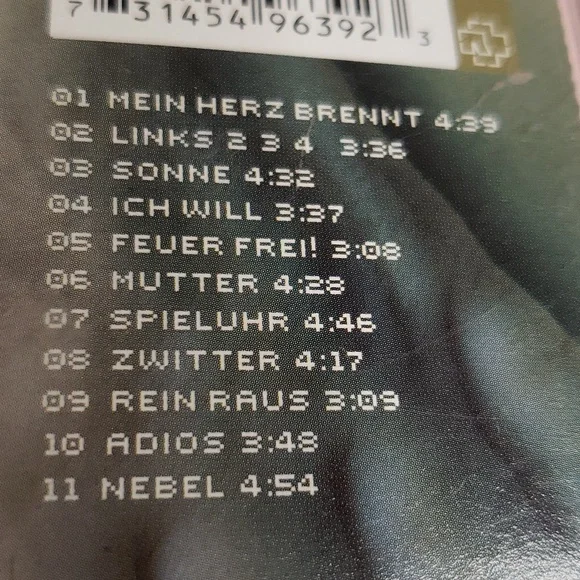 7 31454 96392 3
01 MEIN HERZ BRENNT 4:39
02 LINKS 2 3 4 3:36
03 SONNE 4:32
04 ICH WILL 3:37
05 FEUER FREI! 3:08
06 MUTTER 4:28
07 SPIELUHR 4:46
08 ZWITTER 4:17
09 REIN RAUS 3:09
10 ADIOS 3:48
11 NEBEL 4:54